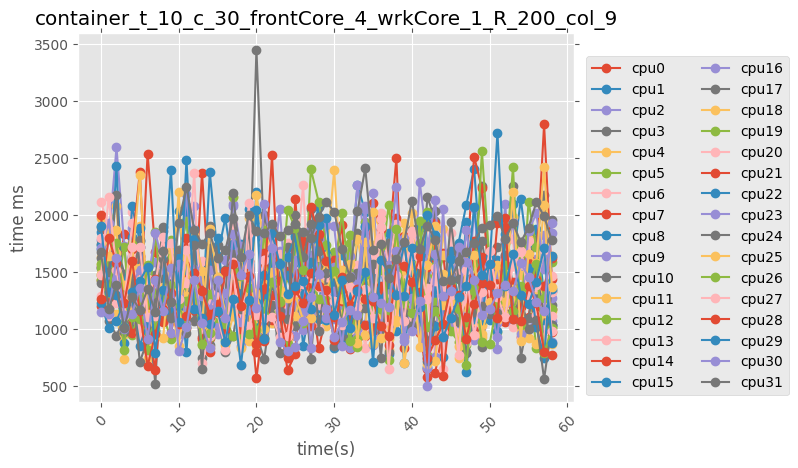 container_t_10_c_30_frontCore_4_wrkCore_1_R_200_col_9
3500
3000
2500
2000
1500
1000
500
time ms
0
10
20
30
40
50
60
time(s)
cpu0
cpu1
cpu2
cpu3
cpu4
cpu5
cpu6
cpu7
cpu8
cpu9
cpu10
cpu11
cpu12
cpu13
cpu14
cpu15
cpu16
cpu17
cpu18
cpu19
cpu20
cpu21
cpu22
cpu23
cpu24
cpu25
cpu26
cpu27
cpu28
cpu29
cpu30
cpu31